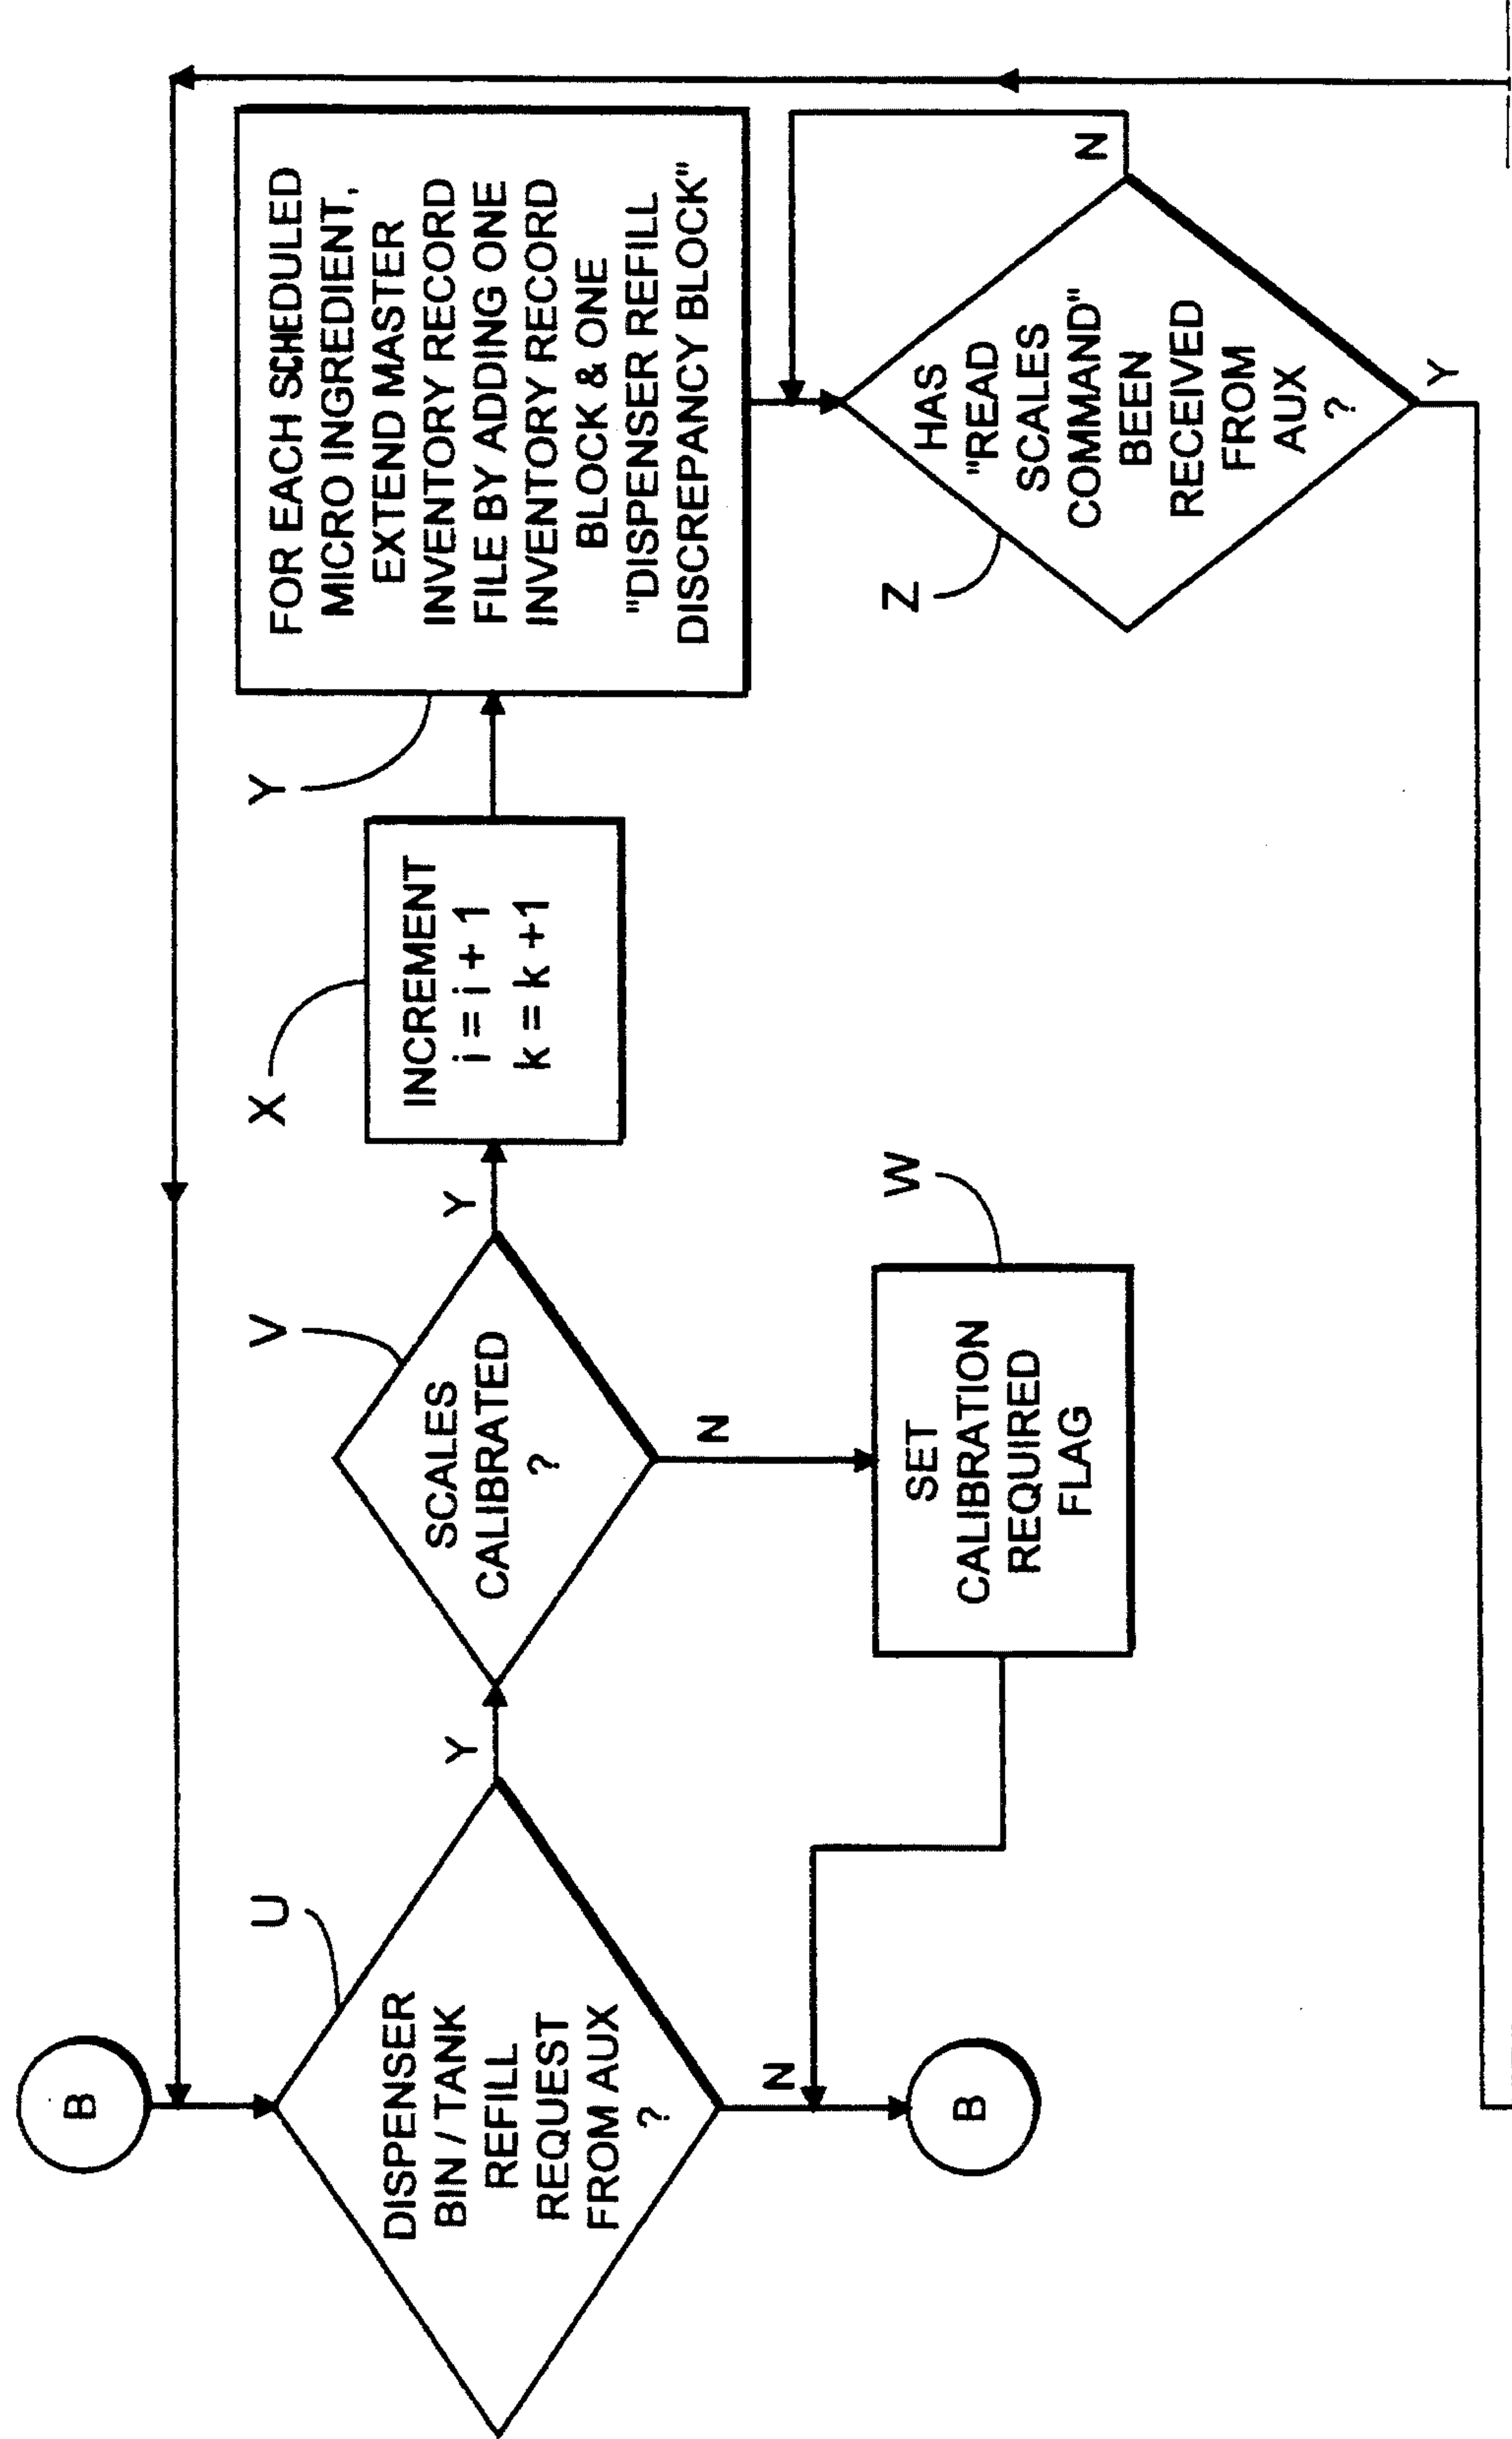 B
U
DISPENSER
BIN / TANK
REFILL
REQUEST
FROM AUX
?
Y
N
B
V
SCALES
CALIBRATED
?
Y
N
W
SET
CALIBRATION
REQUIRED
FLAG
X
INCREMENT
i = i + 1
k = k +1
Y
FOR EACH SCHEDULED
MICRO INGREDIENT,
EXTEND MASTER
INVENTORY RECORD
FILE BY ADDING ONE
INVENTORY RECORD
BLOCK & ONE
"DISPENSER REFILL
DISCREPANCY BLOCK"
Z
HAS
"READ
SCALES
COMMAND"
BEEN
RECEIVED
FROM
AUX
?
N
Y